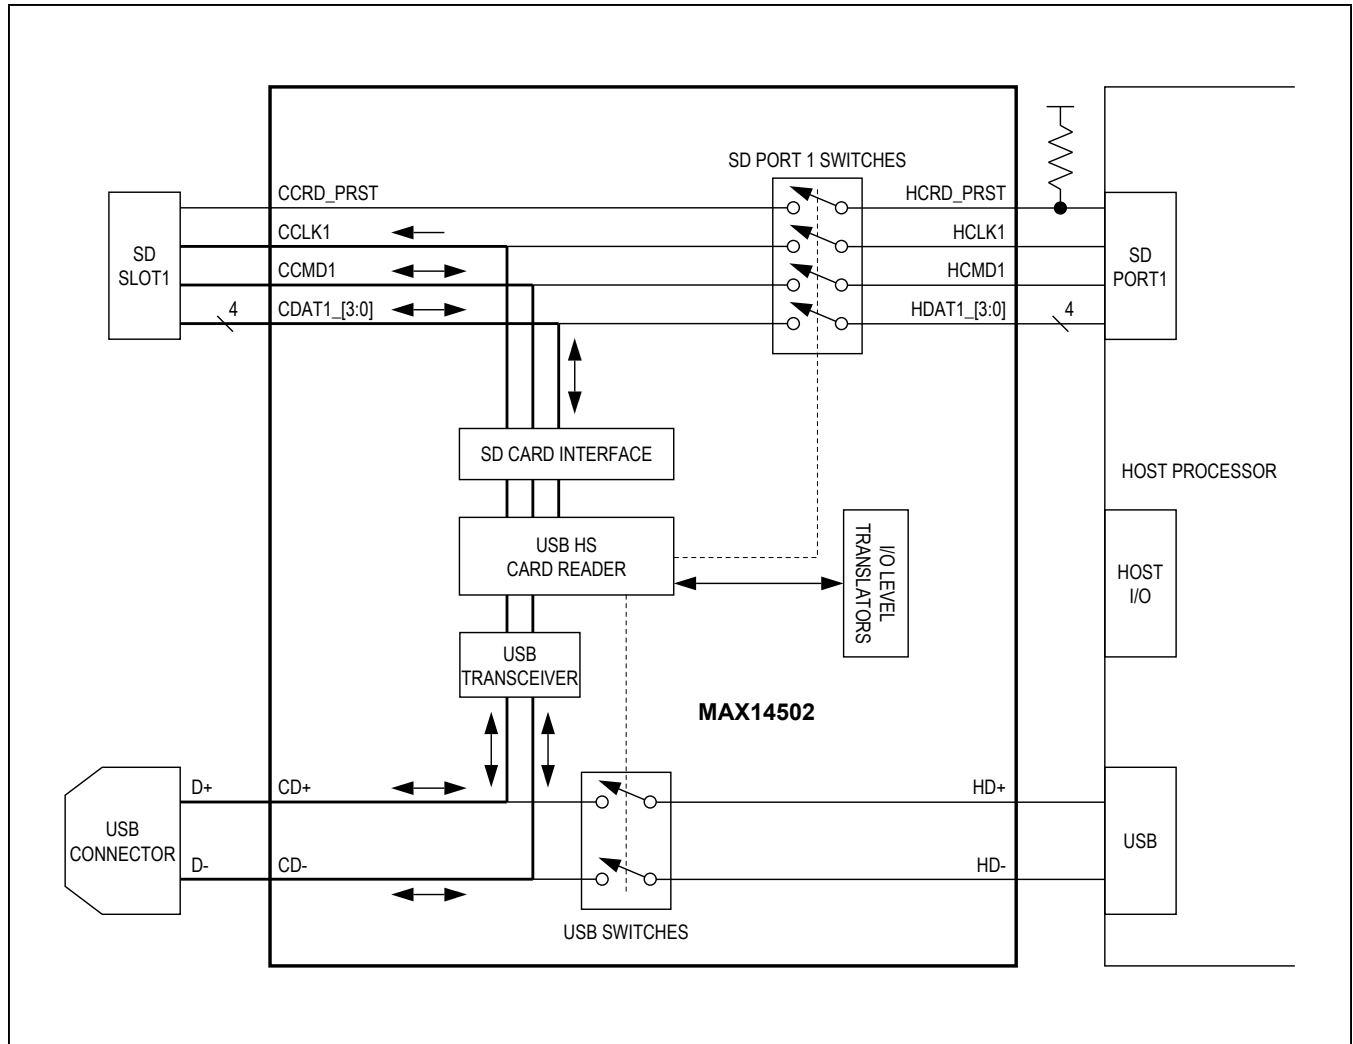 SD PORT 1 SWITCHES
CCRD_PRST
HCRD_PRST
CCLK1
HCLK1
SD
SLOT1
CCMD1
HCMD1
SD
PORT1
4
CDAT1_[3:0]
HDAT1_[3:0]
4
SD CARD INTERFACE
HOST PROCESSOR
USB HS
CARD READER
I/O LEVEL
TRANSLATORS
HOST
I/O
USB
TRANSCEIVER
MAX14502
D+
CD+
HD+
USB
CONNECTOR
USB
D-
CD-
HD-
USB SWITCHES